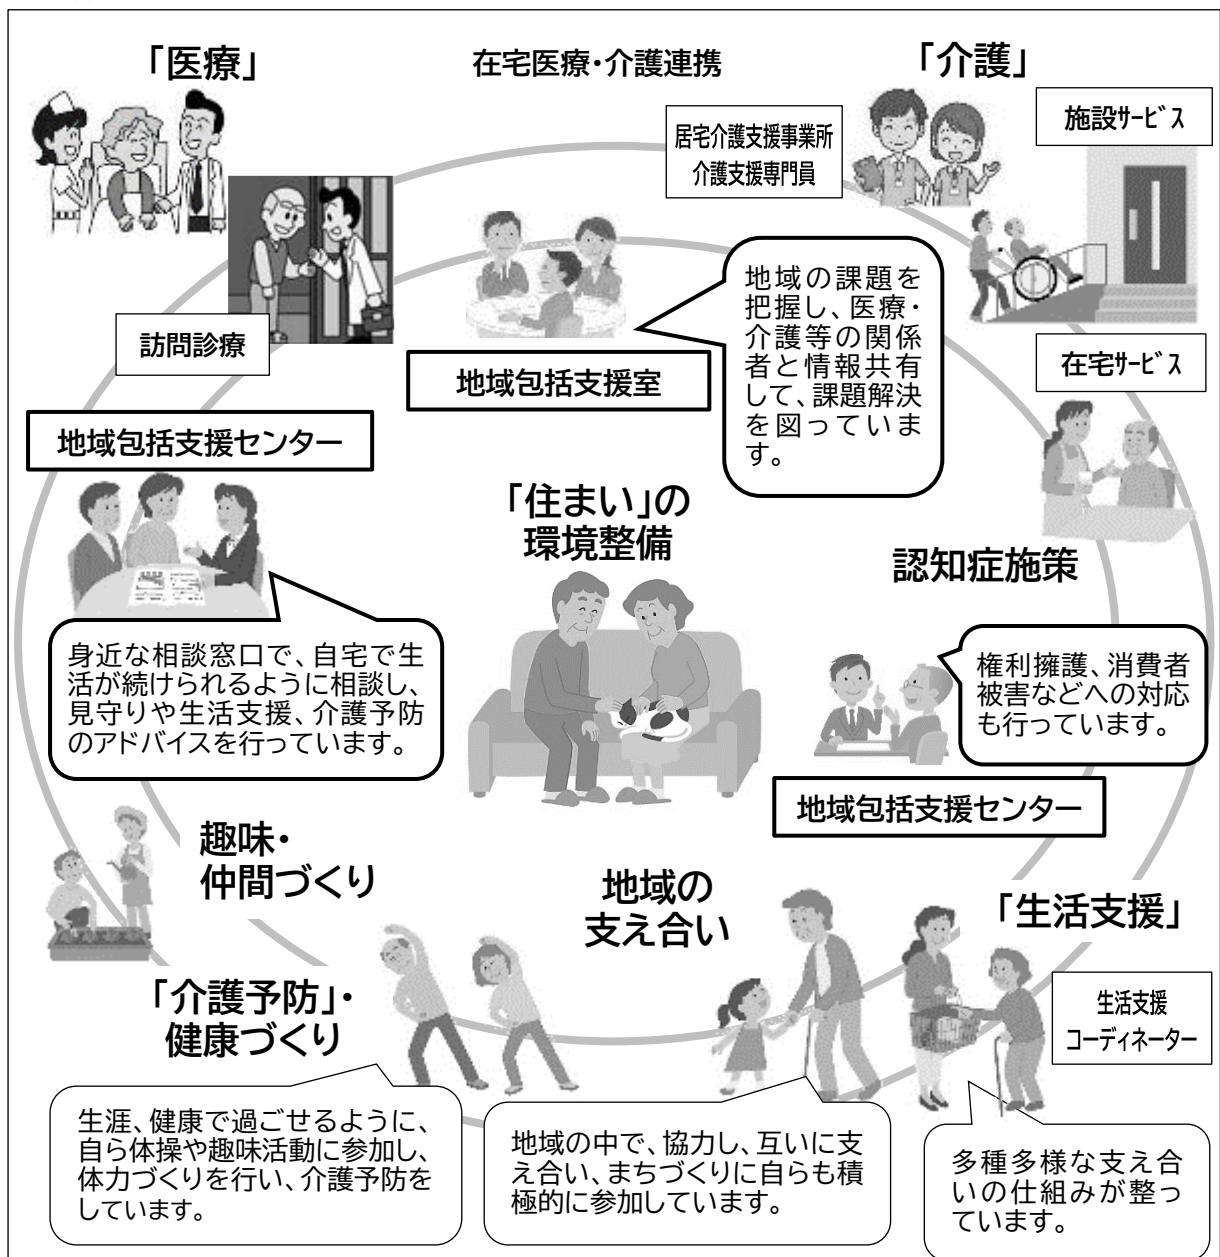 「医療」
在宅医療・介護連携
「介護」
施設ｻｰﾋﾞｽ
居宅介護支援事業所
介護支援専門員
訪問診療
地域包括支援室
地域の課題を
把握し、医療・
介護等の関係
者と情報共有
して、課題解決
を図っていま
す。
在宅ｻｰﾋﾞｽ
地域包括支援センター
「住まい」の
環境整備
認知症施策
身近な相談窓口で、自宅で生
活が続けられるように相談し、
見守りや生活支援、介護予防
のアドバイスを行っています。
権利擁護、消費者
被害などへの対応
も行っています。
地域包括支援センター
趣味・
仲間づくり
地域の
支え合い
「生活支援」
「介護予防」・
健康づくり
生活支援
コーディネーター
生涯、健康で過ごせるように、
自ら体操や趣味活動に参加し、
体力づくりを行い、介護予防を
しています。
地域の中で、協力し、互いに支
え合い、まちづくりに自らも積
極的に参加しています。
多種多様な支え合
いの仕組みが整っ
ています。